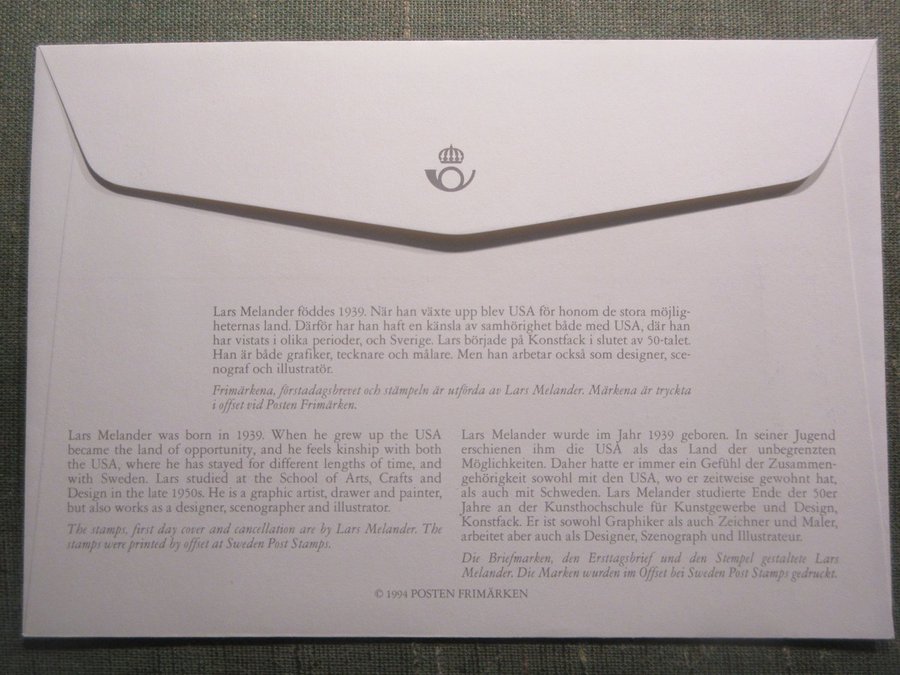 Lars Melander föddes 1939. När han växte upp blev USA för honom de stora möjlig-
heternas land. Därför har han haft en känsla av samhörighet både med USA, där han
har vistats i olika perioder, och Sverige. Lars började på Konstfack i slutet av 50-talet.
Han är både grafiker, tecknare och målare. Men han arbetar också som designer, sce-
nograf och illustratör.
Frimärkena, förstadagsbrevet och stämpeln är utförda av Lars Melander. Märkena är tryckta
i offset vid Posten Frimärken.
Lars Melander was born in 1939. When he grew up the USA
became the land of opportunity, and he feels kinship with both
the USA, where he has stayed for different lengths of time, and
with Sweden. Lars studied at the School of Arts, Crafts and
Design in the late 1950s. He is a graphic artist, drawer and painter,
but also works as a designer, scenographer and illustrator.
The stamps, first day cover and cancellation are by Lars Melander. The
stamps were printed by offset at Sweden Post Stamps.
Lars Melander wurde im Jahr 1939 geboren. In seiner Jugend
erschienen ihm die USA als das Land der unbegrenzten
Möglichkeiten. Daher hatte er immer ein Gefühl der Zusammen-
gehörigkeit sowohl mit den USA, wo er zeitweise gewohnt hat,
als auch mit Schweden. Lars Melander studierte Ende der 50er
Jahre an der Kunsthochschule für Kunstgewerbe und Design,
Konstfack. Er ist sowohl Graphiker als auch Zeichner und Maler,
arbeitet aber auch als Designer, Szenograph und Illustrateur.
Die Briefmarken, den Ersttagsbrief und den Stempel gestaltete Lars
Melander. Die Marken wurden im Offset bei Sweden Post Stamps gedruckt.
© 1994 POSTEN FRIMÄRKEN